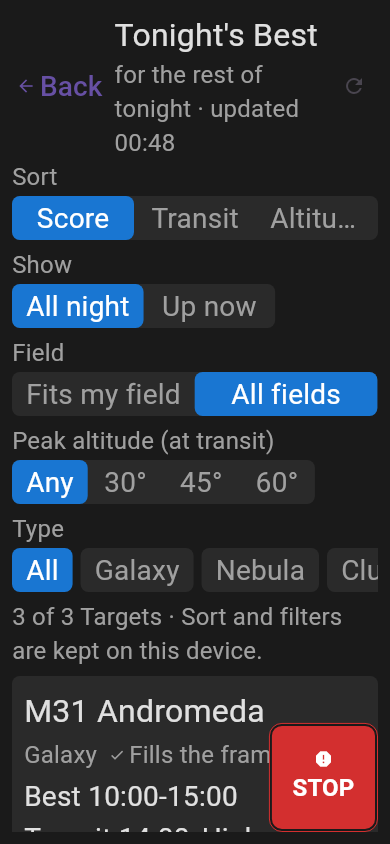 Tonight's Best
← Back
for the rest of
tonight · updated
00:48
Sort
Score Transit Altitu…
Show
All night Up now
Field
Fits my field All fields
Peak altitude (at transit)
Any 30° 45° 60°
Type
All Galaxy Nebula Clu
3 of 3 Targets · Sort and filters
are kept on this device.
M31 Andromeda
Galaxy ✓ Fills the fram
Best 10:00-15:00
STOP